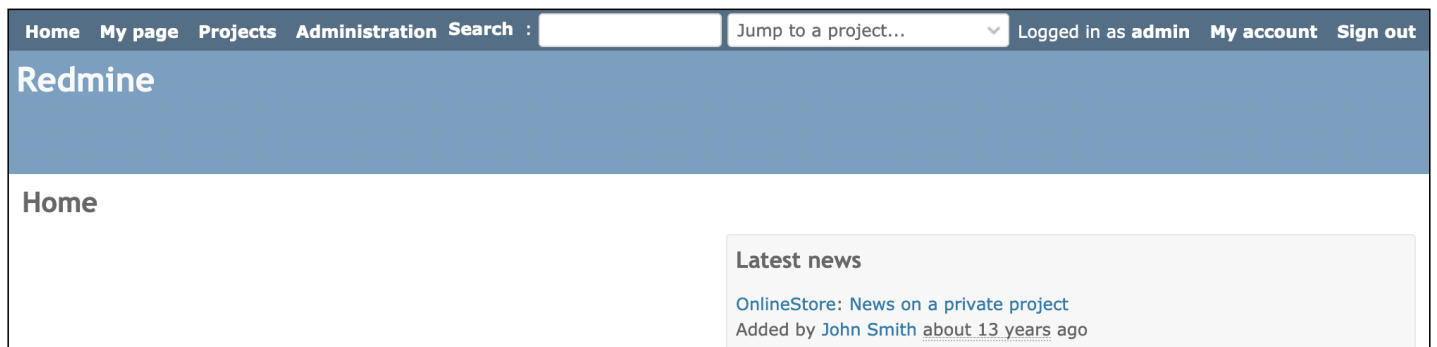 Home My page Projects Administration Search : Jump to a project... Logged in as admin My account Sign out
Redmine
Home
Latest news
OnlineStore: News on a private project
Added by John Smith about 13 years ago